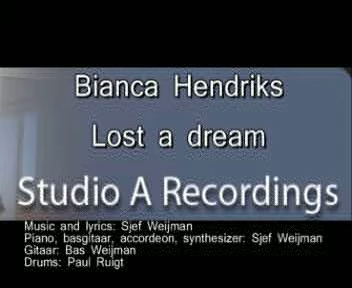 Bianca Hendriks
Lost a dream
Studio A Recordings
Music and lyrics: Sjef Weijman
Piano, basgitaar, accordeon, synthesizer: Sjef Weijman
Gitaar: Bas Weijman
Drums: Paul Ruigt